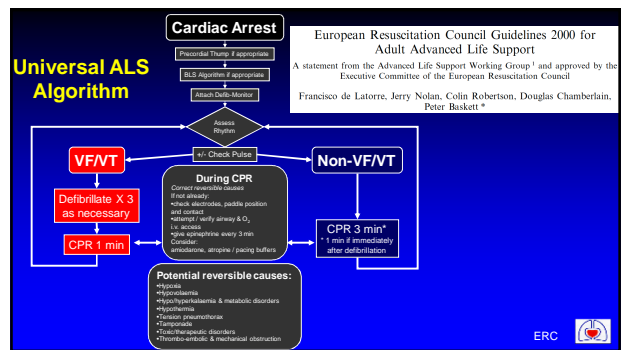 Cardiac Arrest
Precordial Thump if appropriate
BLS Algorithm if appropriate
Attach Defib-Monitor
Assess
Rhythm
+/- Check Pulse
Universal ALS
Algorithm
European Resuscitation Council Guidelines 2000 for
Adult Advanced Life Support
A statement from the Advanced Life Support Working Group ¹ and approved by the
Executive Committee of the European Resuscitation Council
Francisco de Latorre, Jerry Nolan, Colin Robertson, Douglas Chamberlain,
Peter Baskett *
VF/VT
Defibrillate X 3
as necessary
CPR 1 min
During CPR
Correct reversible causes
If not already:
•check electrodes, paddle position
and contact
•attempt / verify airway & O₂
i.v. access
•give epinephrine every 3 min
Consider:
amiodarone, atropine / pacing buffers
Non-VF/VT
CPR 3 min*
* 1 min if immediately
after defibrillation
Potential reversible causes:
•Hypoxia
•Hypovolaemia
•Hypo/hyperkalaemia & metabolic disorders
•Hypothermia
•Tension pneumothorax
•Tamponade
•Toxic/therapeutic disorders
•Thrombo-embolic & mechanical obstruction
ERC